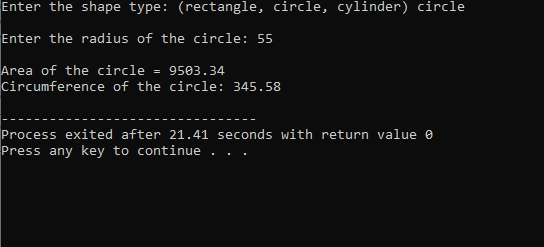 Enter the shape type: (rectangle, circle, cylinder) circle
Enter the radius of the circle: 55
Area of the circle = 9503.34
Circumference of the circle: 345.58
--------------------------------
Process exited after 21.41 seconds with return value 0
Press any key to continue . . .